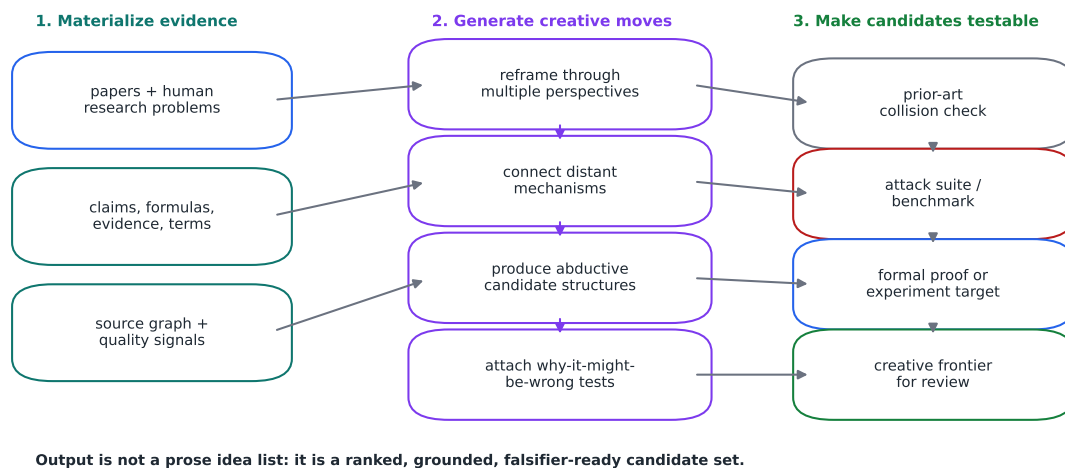 1. Materialize evidence
papers + human
research problems
claims, formulas,
evidence, terms
source graph +
quality signals
2. Generate creative moves
reframe through
multiple perspectives
connect distant
mechanisms
produce abductive
candidate structures
attach why-it-might-
be-wrong tests
3. Make candidates testable
prior-art
collision check
attack suite /
benchmark
formal proof or
experiment target
creative frontier
for review
Output is not a prose idea list: it is a ranked, grounded, falsifier-ready candidate set.